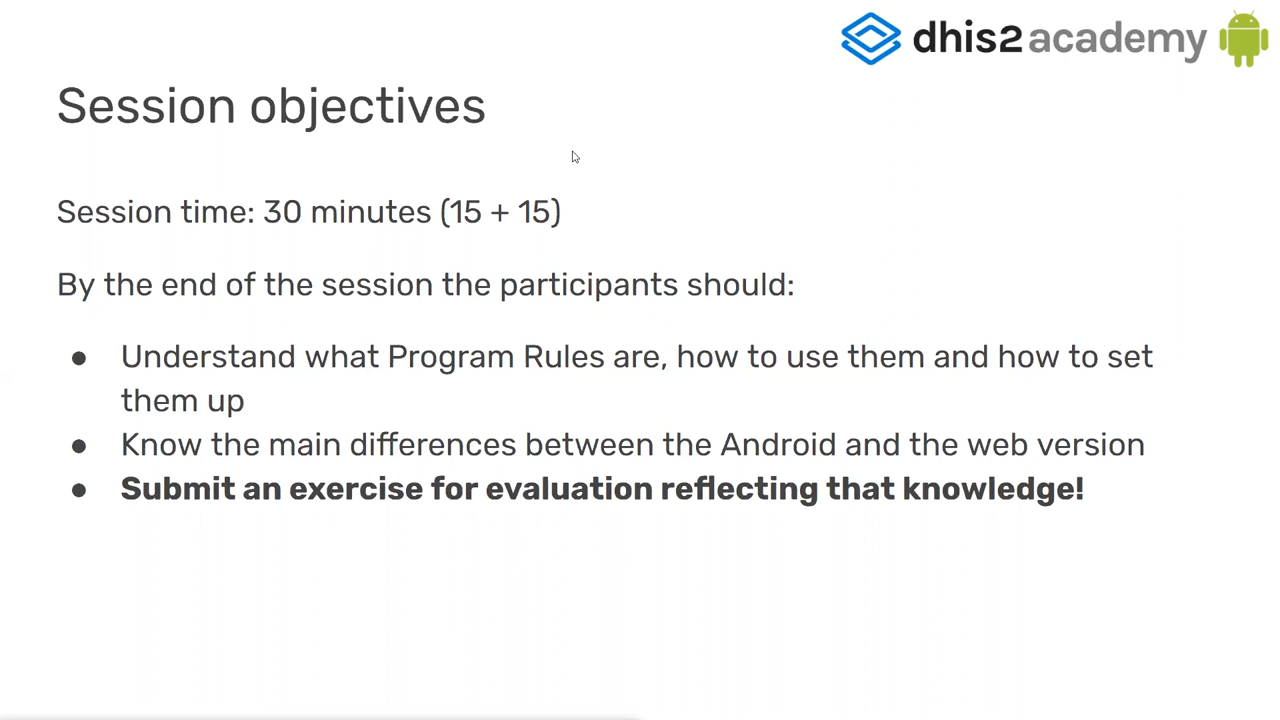 dhis2 academy
Session objectives
Session time: 30 minutes (15 + 15)
By the end of the session the participants should:
● Understand what Program Rules are, how to use them and how to set
them up
● Know the main differences between the Android and the web version
● Submit an exercise for evaluation reflecting that knowledge!